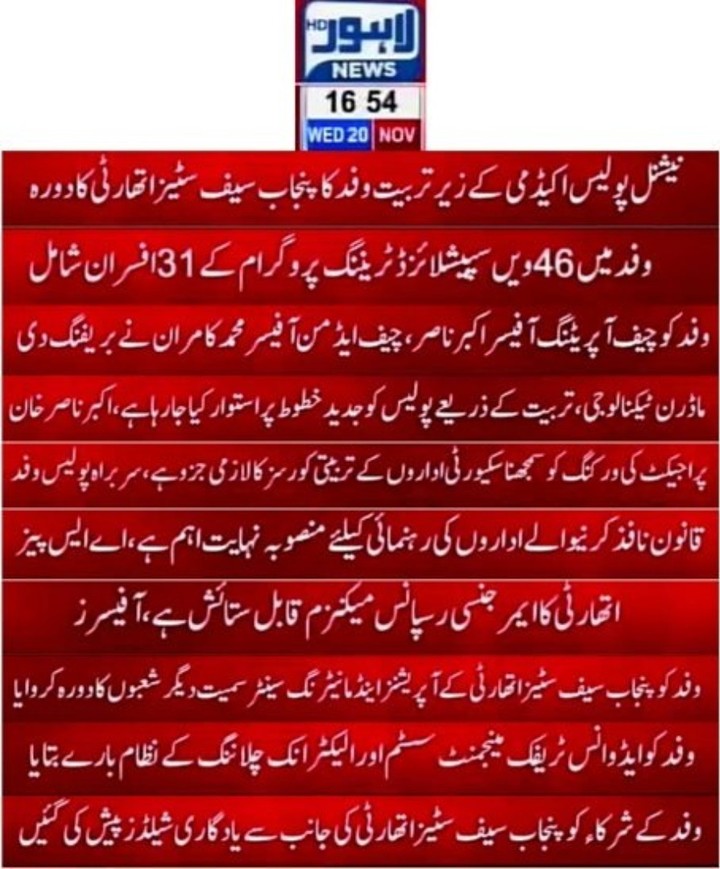 HD لاہور
NEWS
16 54
WED 20 NOV
نیشنل پولیس اکیڈمی کے زیر تربیت وفد کا پنجاب سیف سٹیز اتھارٹی کا دورہ
وفد میں 46ویں سپیشلائزڈ ٹریننگ پروگرام کے 31 افسران شامل
وفد کو چیف آپریٹنگ آفیسر اکبر ناصر، چیف ایڈمن آفیسر محمد کامران نے بریفنگ دی
ماڈرن ٹیکنالوجی، تربیت کے ذریعے پولیس کو جدید خطوط پر استوار کیا جارہا ہے، اکبر ناصر خان
پراجیکٹ کی ورکنگ کو سمجھنا سکیورٹی اداروں کے تربیتی کورسز کا لازمی جزو ہے، سربراہ پولیس وفد
قانون نافذ کرنیوالے اداروں کی رہنمائی کیلئے منصوبہ نہایت اہم ہے، اے ایس پیز
اتھارٹی کا ایمرجنسی رسپانس میکنزم قابل ستائش ہے، آفیسرز
وفد کو پنجاب سیف سٹیز اتھارٹی کے آپریشنز اینڈ مانیٹرنگ سینٹر سمیت دیگر شعبوں کا دورہ کروایا
وفد کو ایڈوانس ٹریفک مینجمنٹ سسٹم اور الیکٹرانک چلاننگ کے نظام بارے بتایا
وفد کے شرکاء کو پنجاب سیف سٹیز اتھارٹی کی جانب سے یادگاری شیلڈز پیش کی گئیں